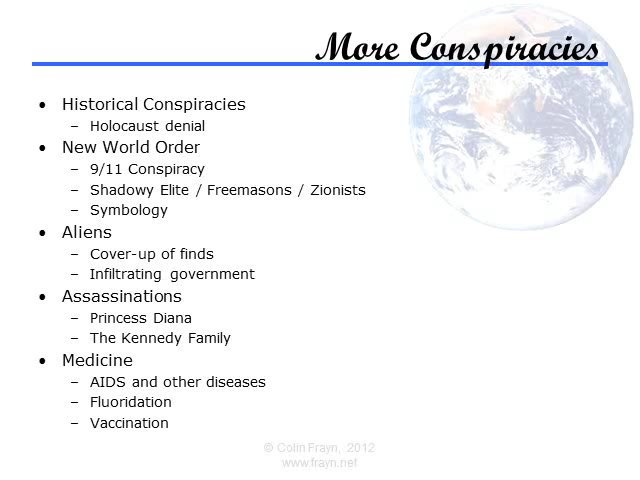 More Conspiracies
• Historical Conspiracies
– Holocaust denial
• New World Order
– 9/11 Conspiracy
– Shadowy Elite / Freemasons / Zionists
– Symbology
• Aliens
– Cover-up of finds
– Infiltrating government
• Assassinations
– Princess Diana
– The Kennedy Family
• Medicine
– AIDS and other diseases
– Fluoridation
– Vaccination
© Colin Frayn, 2012
www.frayn.net